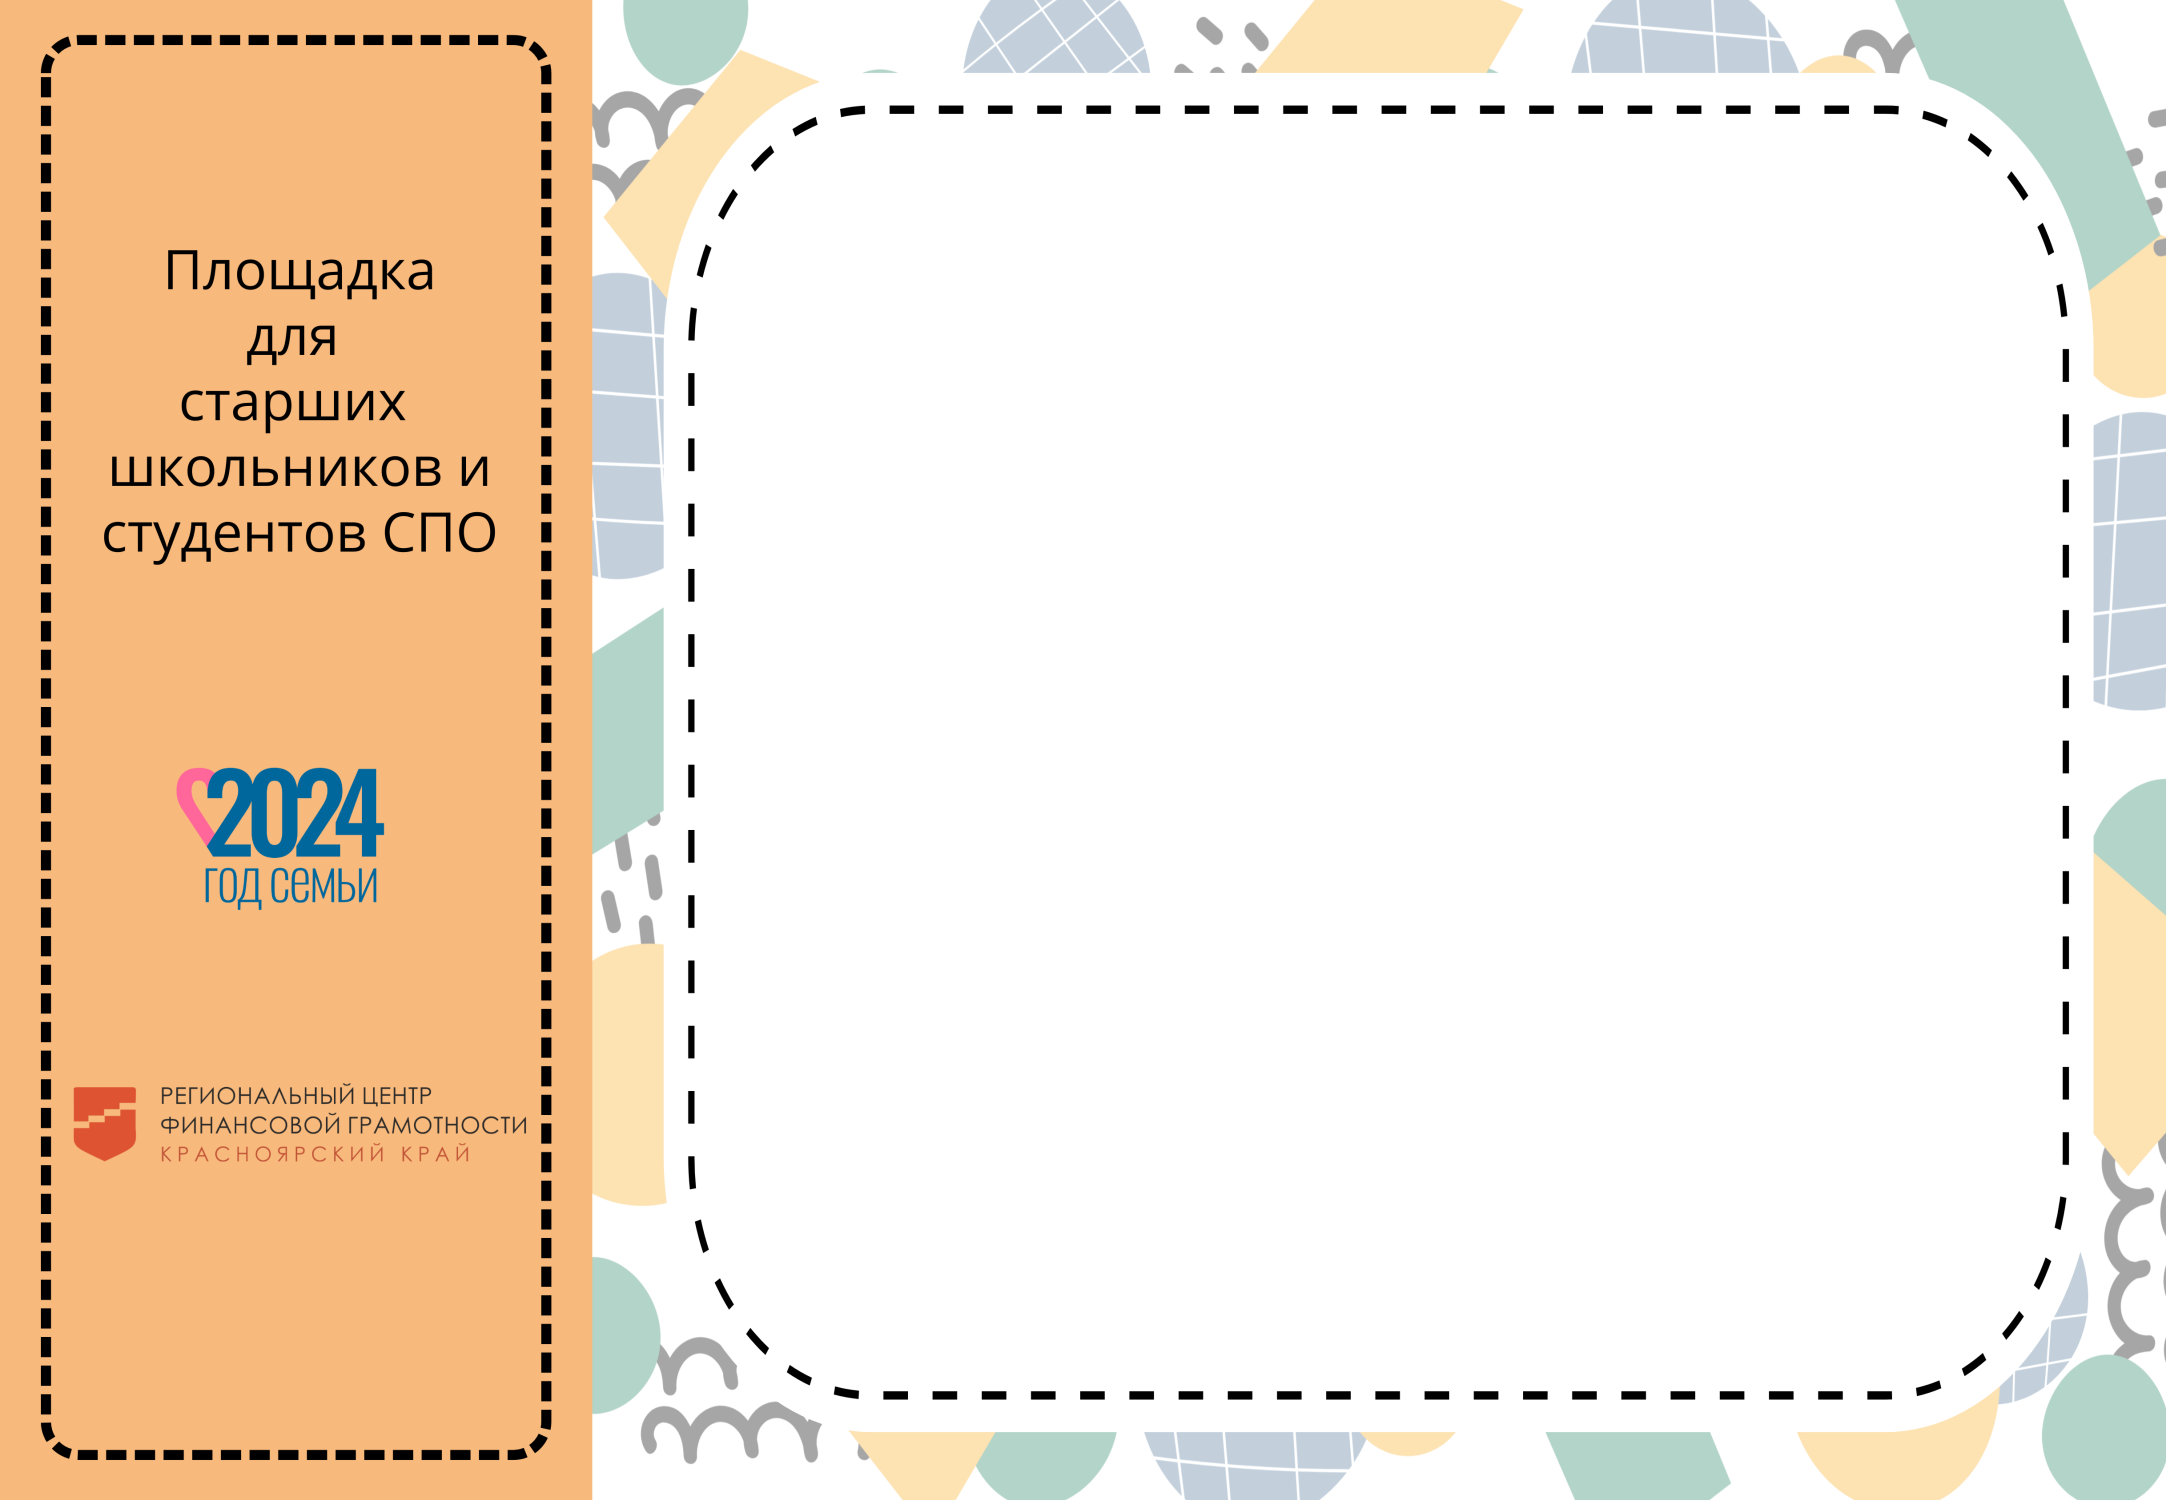 Площадка
для
старших
школьников и
студентов СПО
2024
ГОД СЕМЬИ
РЕГИОНАЛЬНЫЙ ЦЕНТР
ФИНАНСОВОЙ ГРАМОТНОСТИ
КРАСНОЯРСКИЙ КРАЙ